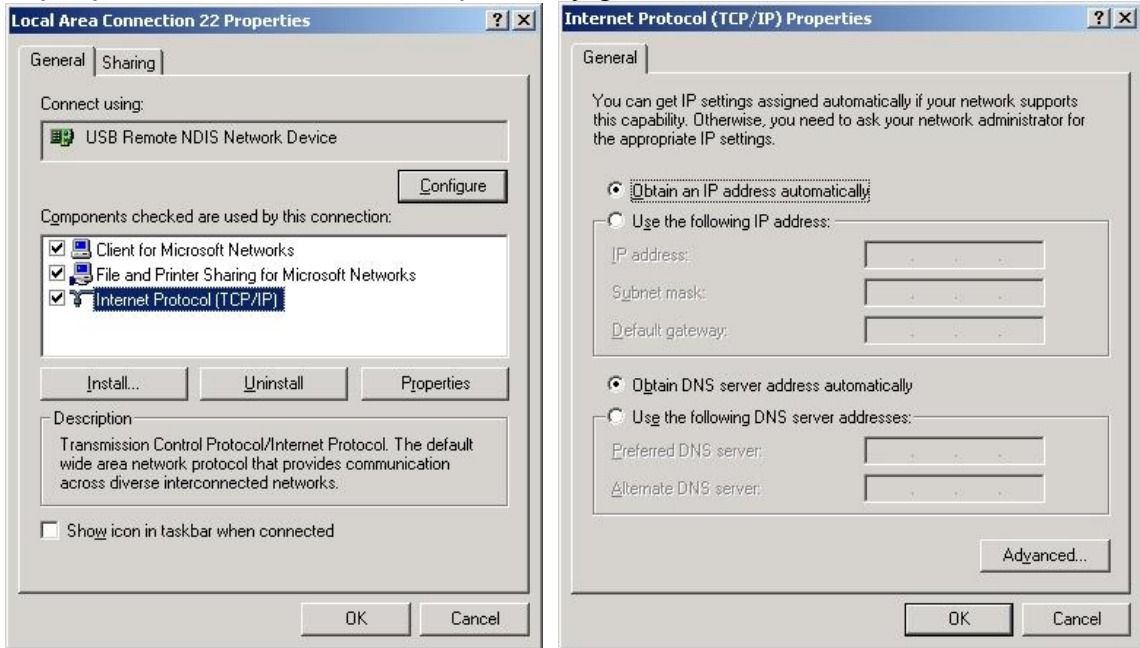 Local Area Connection 22 Properties
General
Sharing
Connect using:
USB Remote NDIS Network Device
Configure
Components checked are used by this connection:
Client for Microsoft Networks
File and Printer Sharing for Microsoft Networks
Internet Protocol (TCP/IP)
Install...
Uninstall
Properties
Description
Transmission Control Protocol/Internet Protocol. The default
wide area network protocol that provides communication
across diverse interconnected networks.
Show icon in taskbar when connected
OK
Cancel
Internet Protocol (TCP/IP) Properties
General
You can get IP settings assigned automatically if your network supports
this capability. Otherwise, you need to ask your network administrator for
the appropriate IP settings.
Obtain an IP address automatically
Use the following IP address:
IP address:
Subnet mask:
Default gateway:
Obtain DNS server address automatically
Use the following DNS server addresses:
Preferred DNS server:
Alternate DNS server:
Advanced...
OK
Cancel